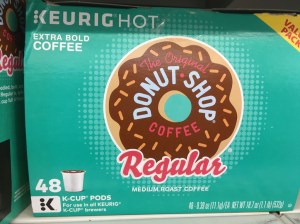 KEURIG HOT
EXTRA BOLD
COFFEE
VALUE
PACK
The Original
DONUT SHOP
COFFEE
Regular
MEDIUM ROAST COFFEE
48
K-CUP® PODS
For use in all KEURIG®
K-CUP® brewers